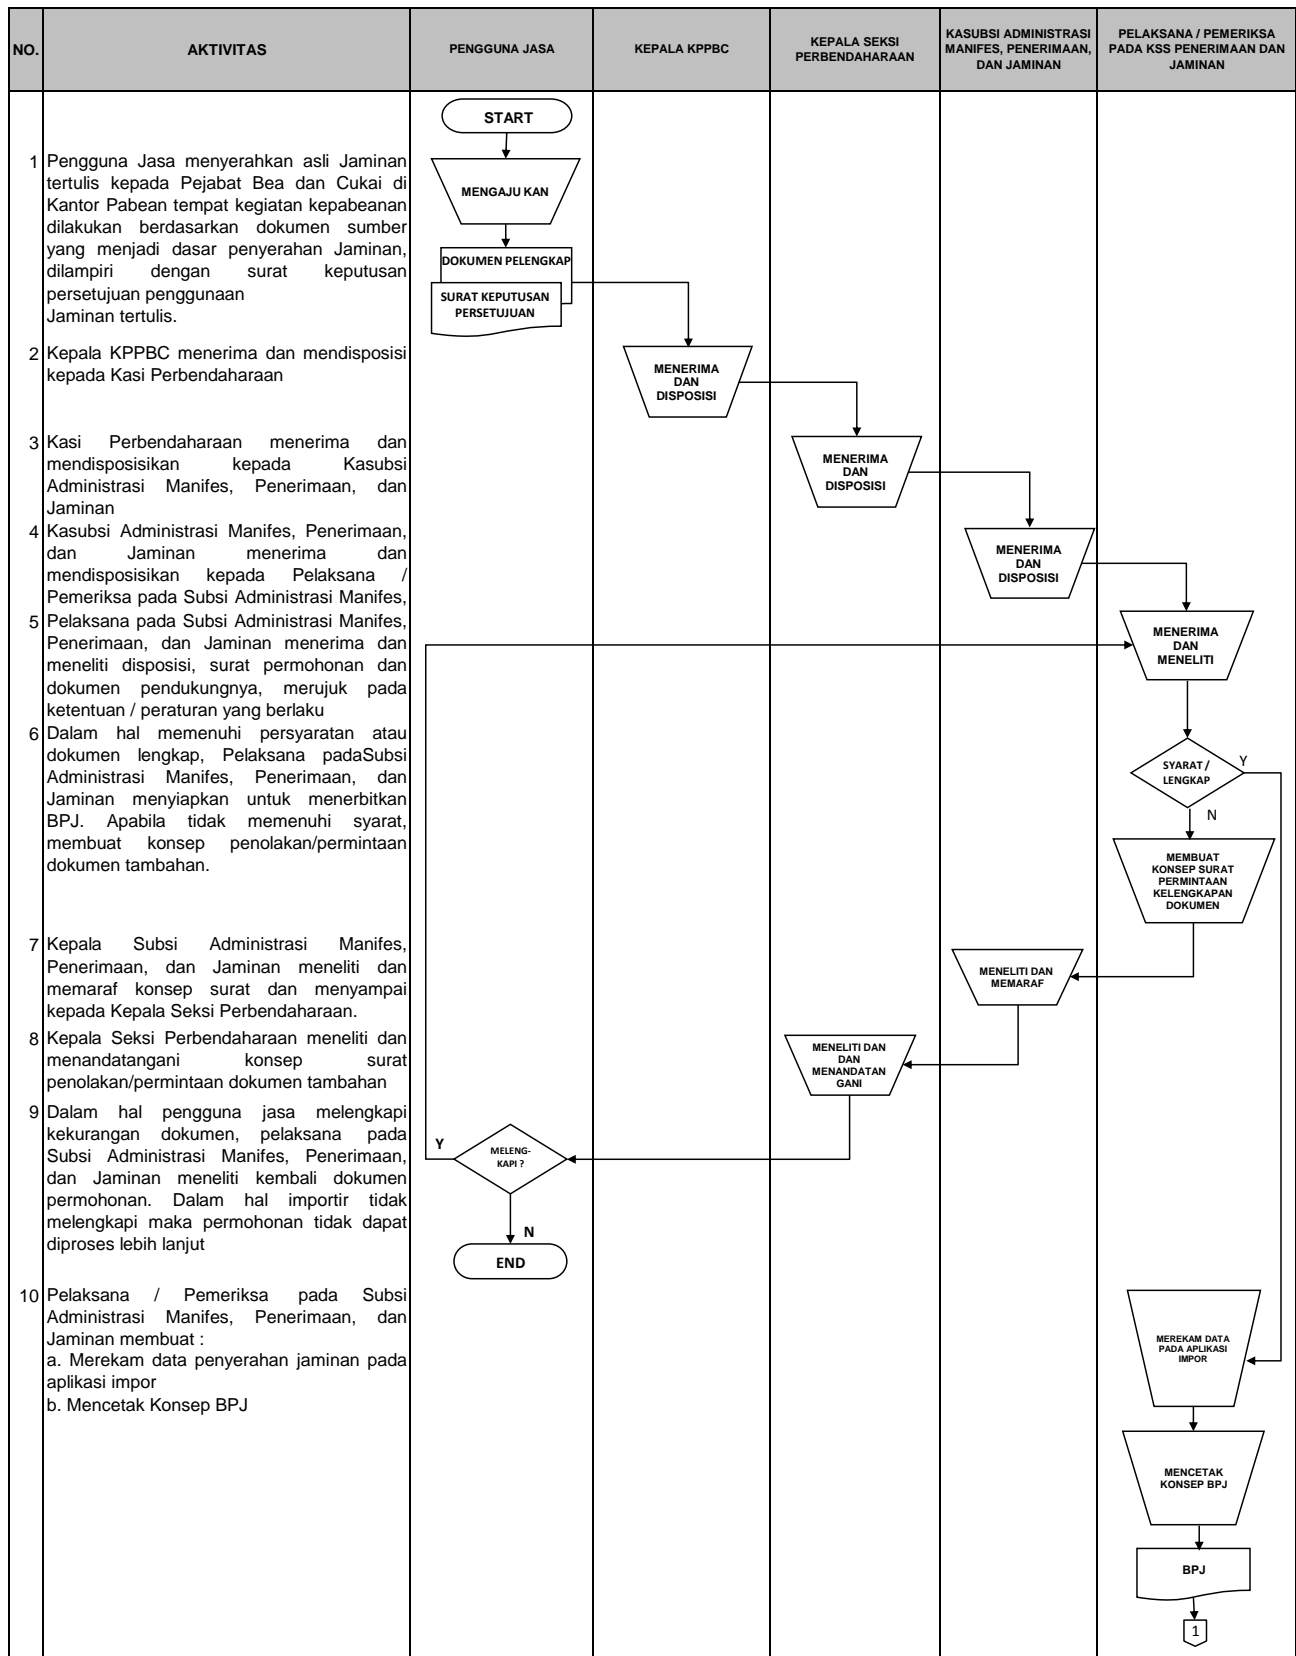 NO.
AKTIVITAS
PENGGUNA JASA
KEPALA KPPBC
KEPALA SEKSI
PERBENDAHARAAN
KASUBSI ADMINISTRASI
MANIFES, PENERIMAAN,
DAN JAMINAN
PELAKSANA / PEMERIKSA
PADA KSS PENERIMAAN DAN
JAMINAN
START
1 Pengguna Jasa menyerahkan asli Jaminan
tertulis kepada Pejabat Bea dan Cukai di
Kantor Pabean tempat kegiatan kepabeanan
dilakukan berdasarkan dokumen sumber
yang menjadi dasar penyerahan Jaminan,
dilampiri dengan surat keputusan
persetujuan penggunaan
Jaminan tertulis.
MENGAJU KAN
DOKUMEN PELENGKAP
SURAT KEPUTUSAN
PERSETUJUAN
2 Kepala KPPBC menerima dan mendisposisi
kepada Kasi Perbendaharaan
MENERIMA
DAN
DISPOSISI
3 Kasi Perbendaharaan menerima dan
mendisposisikan kepada Kasubsi
Administrasi Manifes, Penerimaan, dan
Jaminan
MENERIMA
DAN
DISPOSISI
4 Kasubsi Administrasi Manifes, Penerimaan,
dan Jaminan menerima dan
mendisposisikan kepada Pelaksana /
Pemeriksa pada Subsi Administrasi Manifes,
MENERIMA
DAN
DISPOSISI
5 Pelaksana pada Subsi Administrasi Manifes,
Penerimaan, dan Jaminan menerima dan
meneliti disposisi, surat permohonan dan
dokumen pendukungnya, merujuk pada
ketentuan / peraturan yang berlaku
MENERIMA
DAN
MENELITI
6 Dalam hal memenuhi persyaratan atau
dokumen lengkap, Pelaksana padaSubsi
Administrasi Manifes, Penerimaan, dan
Jaminan menyiapkan untuk menerbitkan
BPJ. Apabila tidak memenuhi syarat,
membuat konsep penolakan/permintaan
dokumen tambahan.
SYARAT /
LENGKAP
Y
N
MEMBUAT
KONSEP SURAT
PERMINTAAN
KELENGKAPAN
DOKUMEN
7 Kepala Subsi Administrasi Manifes,
Penerimaan, dan Jaminan meneliti dan
memaraf konsep surat dan menyampai
kepada Kepala Seksi Perbendaharaan.
MENELITI DAN
MEMARAF
8 Kepala Seksi Perbendaharaan meneliti dan
menandatangani konsep surat
penolakan/permintaan dokumen tambahan
MENELITI DAN
DAN
MENANDATAN
GANI
9 Dalam hal pengguna jasa melengkapi
kekurangan dokumen, pelaksana pada
Subsi Administrasi Manifes, Penerimaan,
dan Jaminan meneliti kembali dokumen
permohonan. Dalam hal importir tidak
melengkapi maka permohonan tidak dapat
diproses lebih lanjut
Y
MELENG-
KAPI ?
N
END
10 Pelaksana / Pemeriksa pada Subsi
Administrasi Manifes, Penerimaan, dan
Jaminan membuat :
a. Merekam data penyerahan jaminan pada
aplikasi impor
b. Mencetak Konsep BPJ
MEREKAM DATA
PADA APLIKASI
IMPOR
MENCETAK
KONSEP BPJ
BPJ
1